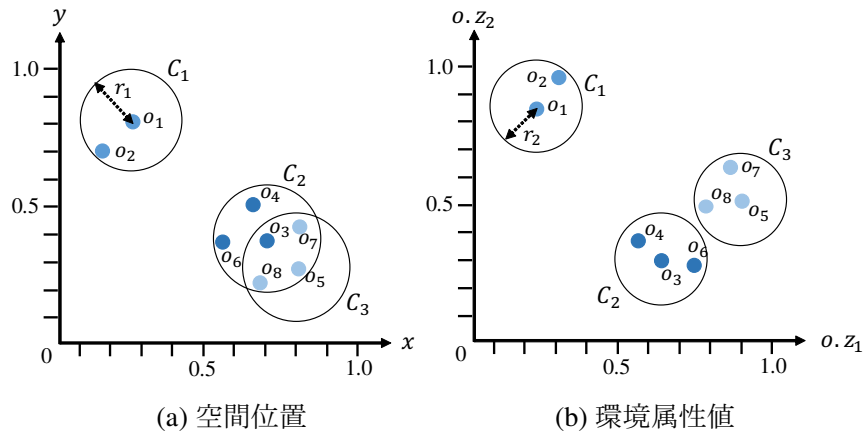 y
1.0
0.5
0
0.5
1.0
x
C₁
r₁
o₁
o₂
C₂
o₄
o₃
o₇
o₆
o₈
o₅
C₃
(a) 空間位置
o.z₂
1.0
0.5
0
0.5
1.0
o.z₁
o₂
C₁
o₁
r₂
C₃
o₇
o₈
o₅
o₄
o₆
o₃
C₂
(b) 環境属性値